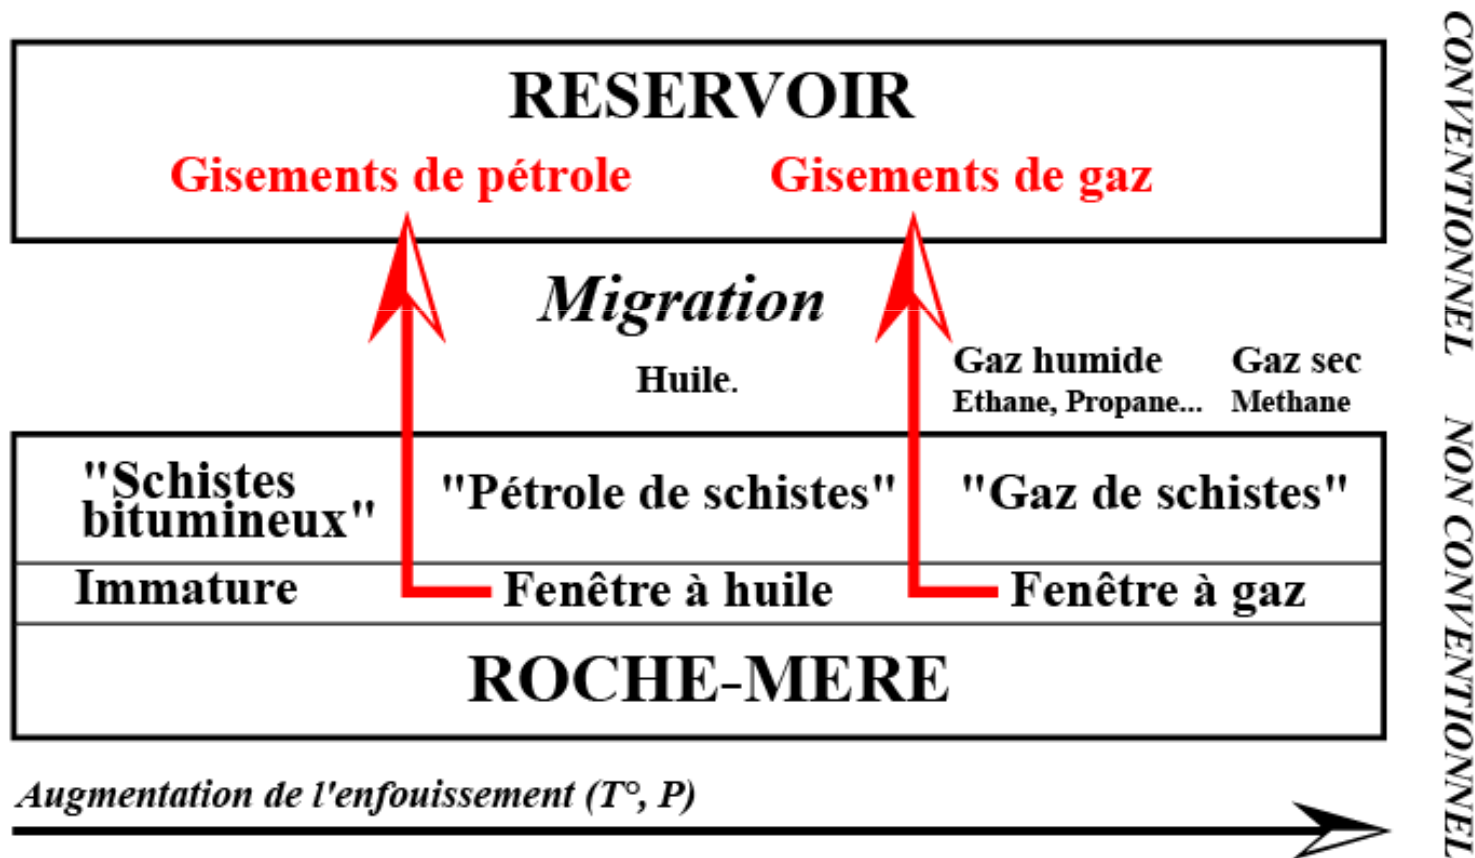 RESERVOIR
Gisements de pétrole
Gisements de gaz
Migration
Huile.
Gaz humide
Ethane, Propane...
Gaz sec
Methane
"Schistes
bitumineux"
"Pétrole de schistes"
"Gaz de schistes"
Immature
Fenêtre à huile
Fenêtre à gaz
ROCHE-MERE
Augmentation de l'enfouissement (T°, P)
CONVENTIONNEL
NON CONVENTIONNEL